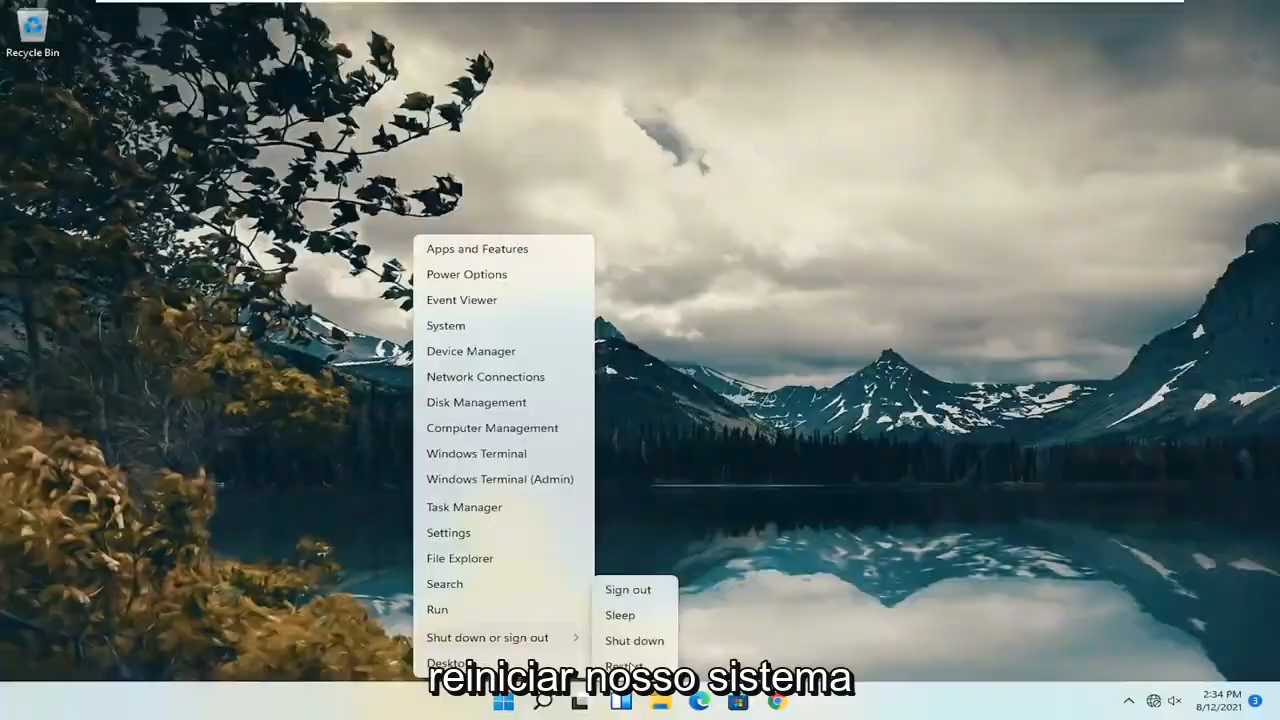 Recycle Bin
Apps and Features
Power Options
Event Viewer
System
Device Manager
Network Connections
Disk Management
Computer Management
Windows Terminal
Windows Terminal (Admin)
Task Manager
Settings
File Explorer
Search
Run
Shut down or sign out
Sign out
Sleep
Shut down
Restart
Desktop
reiniciar nosso sistema
2:34 PM
8/12/2021
3